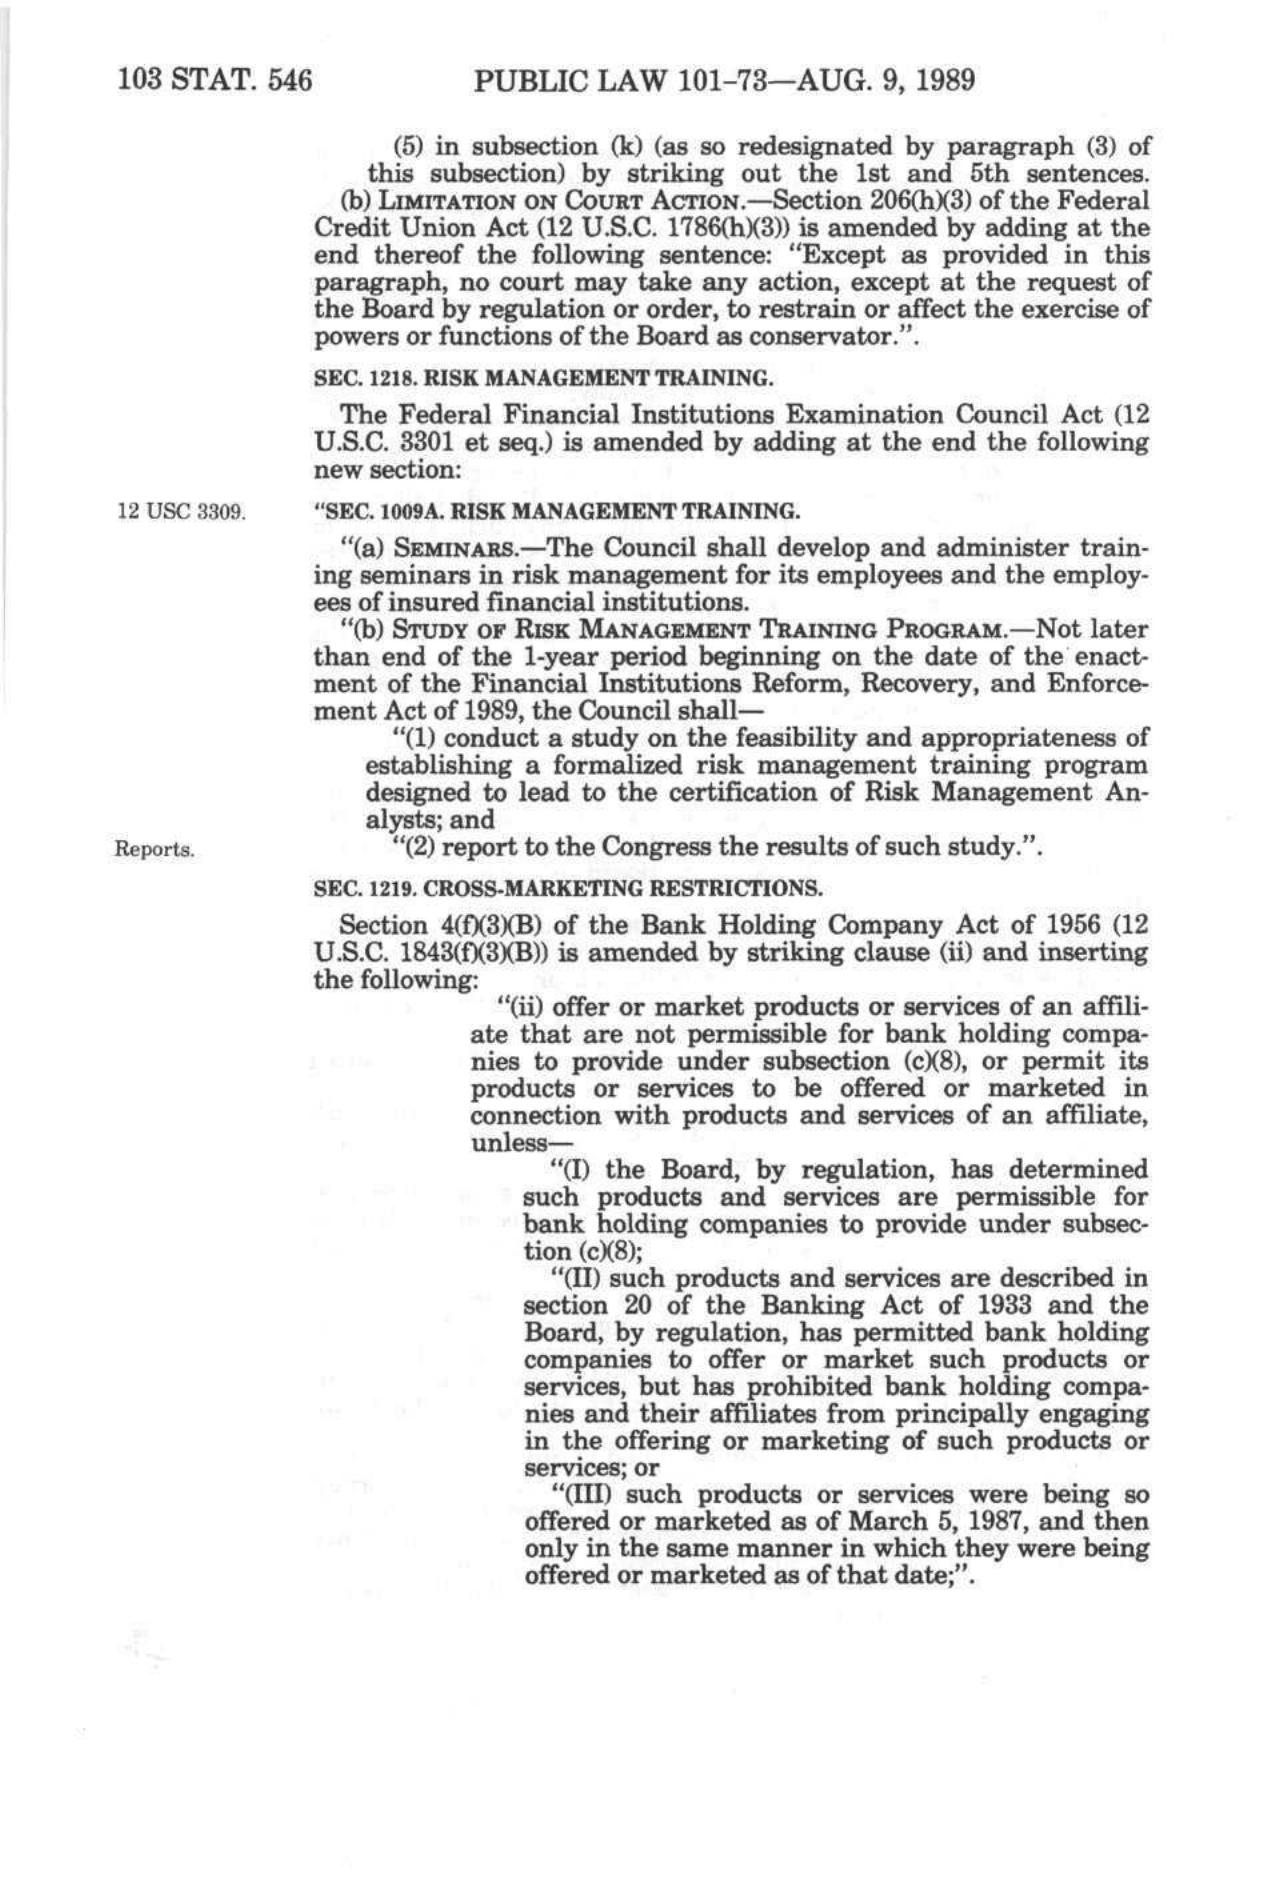 103 STAT. 546 PUBLIC LAW 101-73—AUG. 9, 1989
(5) in subsection (k) (as so redesignated by paragraph (3) of
this subsection) by striking out the 1st and 5th sentences.
(b) LIMITATION ON COURT ACTION.—Section 206(h)(3) of the Federal
Credit Union Act (12 U.S.C. 1786(h)(3)) is amended by adding at the
end thereof the following sentence: "Except as provided in this
paragraph, no court may take any action, except at the request of
the Board by regulation or order, to restrain or affect the exercise of
powers or functions of the Board as conservator.".
SEC. 1218. RISK MANAGEMENT TRAINING.
The Federal Financial Institutions Examination Council Act (12
U.S.C. 3301 et seq.) is amended by adding at the end the following
new section:
12 USC 3309. "SEC. 1009A. RISK MANAGEMENT TRAINING.
"(a) SEMINARS.—The Council shall develop and administer train-
ing seminars in risk management for its employees and the employ-
ees of insured financial institutions.
"(b) STUDY OF RISK MANAGEMENT TRAINING PROGRAM.—Not later
than end of the 1-year period beginning on the date of the enact-
ment of the Financial Institutions Reform, Recovery, and Enforce-
ment Act of 1989, the Council shall—
"(1) conduct a study on the feasibility and appropriateness of
establishing a formalized risk management training program
designed to lead to the certification of Risk Management An-
alysts; and
Reports. "(2) report to the Congress the results of such study.".
SEC. 1219. CROSS-MARKETING RESTRICTIONS.
Section 4(f)(3)(B) of the Bank Holding Company Act of 1956 (12
U.S.C. 1843(f)(3)(B)) is amended by striking clause (ii) and inserting
the following:
"(ii) offer or market products or services of an affili-
ate that are not permissible for bank holding compa-
nies to provide under subsection (c)(8), or permit its
products or services to be offered or marketed in
connection with products and services of an affiliate,
unless—
"(I) the Board, by regulation, has determined
such products and services are permissible for
bank holding companies to provide under subsec-
tion (c)(8);
"(II) such products and services are described in
section 20 of the Banking Act of 1933 and the
Board, by regulation, has permitted bank holding
companies to offer or market such products or
services, but has prohibited bank holding compa-
nies and their affiliates from principally engaging
in the offering or marketing of such products or
services; or
"(III) such products or services were being so
offered or marketed as of March 5, 1987, and then
only in the same manner in which they were being
offered or marketed as of that date;".